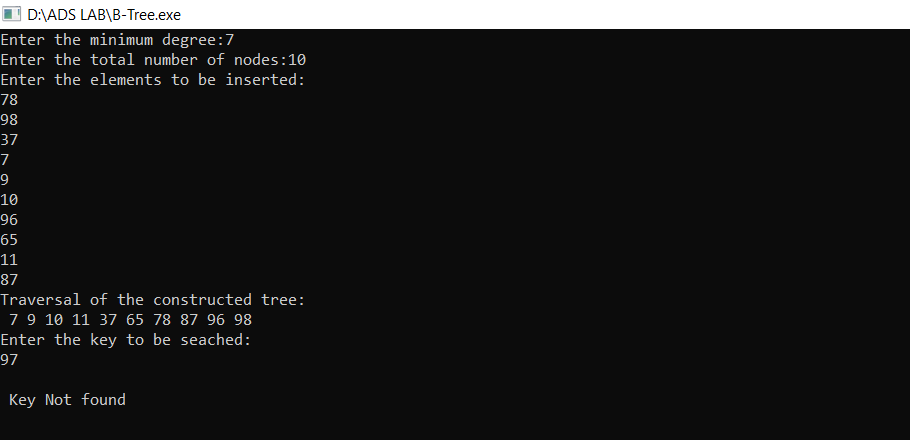 D:\ADS LAB\B-Tree.exe
Enter the minimum degree:7
Enter the total number of nodes:10
Enter the elements to be inserted:
78
98
37
7
9
10
96
65
11
87
Traversal of the constructed tree:
 7 9 10 11 37 65 78 87 96 98
Enter the key to be seached:
97
 Key Not found